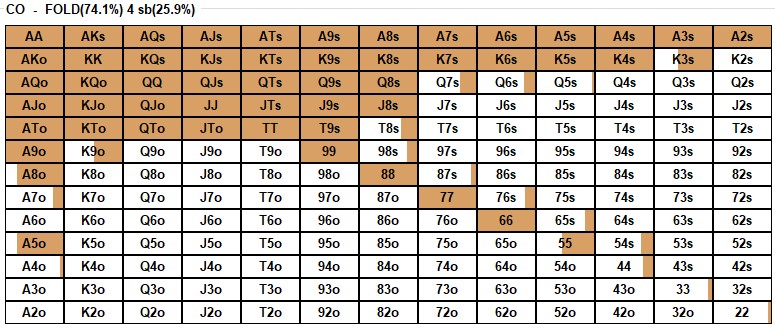 CO - FOLD(74.1%) 4 sb(25.9%)
AA AKs AQs AJs ATs A9s A8s A7s A6s A5s A4s A3s A2s
AKo KK KQs KJs KTs K9s K8s K7s K6s K5s K4s K3s K2s
AQo KQo QQ QJs QTs Q9s Q8s Q7s Q6s Q5s Q4s Q3s Q2s
AJo KJo QJo JJ JTs J9s J8s J7s J6s J5s J4s J3s J2s
ATo KTo QTo JTo TT T9s T8s T7s T6s T5s T4s T3s T2s
A9o K9o Q9o J9o T9o 99 98s 97s 96s 95s 94s 93s 92s
A8o K8o Q8o J8o T8o 98o 88 87s 86s 85s 84s 83s 82s
A7o K7o Q7o J7o T7o 97o 87o 77 76s 75s 74s 73s 72s
A6o K6o Q6o J6o T6o 96o 86o 76o 66 65s 64s 63s 62s
A5o K5o Q5o J5o T5o 95o 85o 75o 65o 55 54s 53s 52s
A4o K4o Q4o J4o T4o 94o 84o 74o 64o 54o 44 43s 42s
A3o K3o Q3o J3o T3o 93o 83o 73o 63o 53o 43o 33 32s
A2o K2o Q2o J2o T2o 92o 82o 72o 62o 52o 42o 32o 22